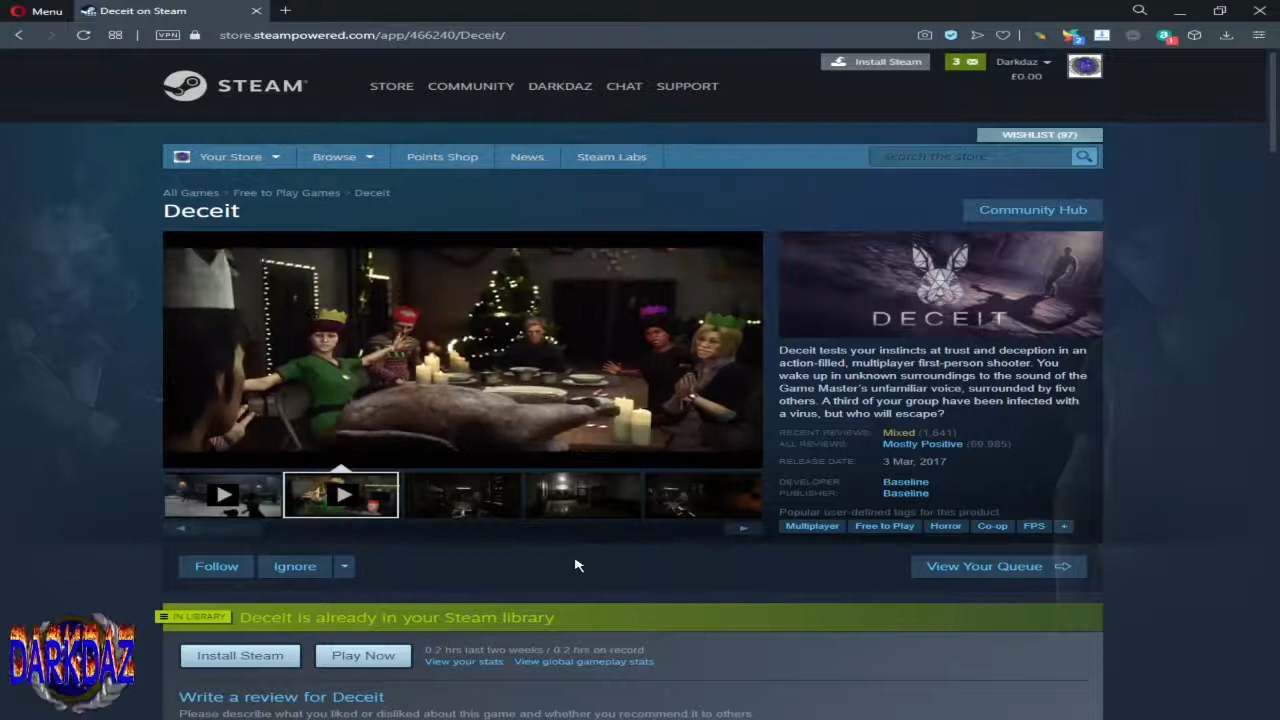 Menu
Deceit on Steam
VPN
store.steampowered.com/app/466240/Deceit/
2
1
Install Steam
3
Darkdaz
£0.00
STEAM
STORE
COMMUNITY
DARKDAZ
CHAT
SUPPORT
WISHLIST (97)
Your Store
Browse
Points Shop
News
Steam Labs
search the store
All Games > Free to Play Games > Deceit
Deceit
Community Hub
DECEIT
Deceit tests your instincts at trust and deception in an
action-filled, multiplayer first-person shooter. You
wake up in unknown surroundings to the sound of the
Game Master's unfamiliar voice, surrounded by five
others. A third of your group have been infected with
a virus, but who will escape?
RECENT REVIEWS: Mixed (1,641)
ALL REVIEWS: Mostly Positive (69,985)
RELEASE DATE: 3 Mar, 2017
DEVELOPER: Baseline
PUBLISHER: Baseline
Popular user-defined tags for this product
Multiplayer
Free to Play
Horror
Co-op
FPS
+
Follow
Ignore
View Your Queue
IN LIBRARY
Deceit is already in your Steam library
Install Steam
Play Now
0.2 hrs last two weeks / 0.2 hrs on record
View your stats
View global gameplay stats
Write a review for Deceit
Please describe what you liked or disliked about this game and whether you recommend it to others
DARKDAZ